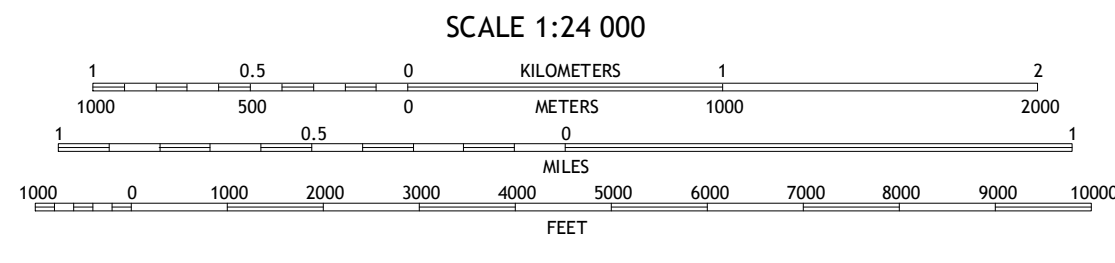 SCALE 1:24 000
1 0.5 0 KILOMETERS 1 2
1000 500 0 METERS 1000 2000
1 0.5 0 1
MILES
1000 0 1000 2000 3000 4000 5000 6000 7000 8000 9000 10000
FEET